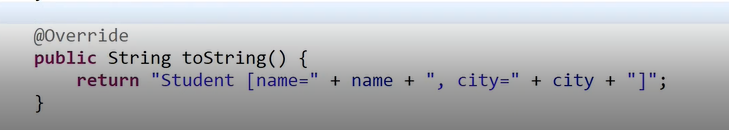 @Override
public String toString() {
return "Student [name=" + name + ", city=" + city + "]";
}